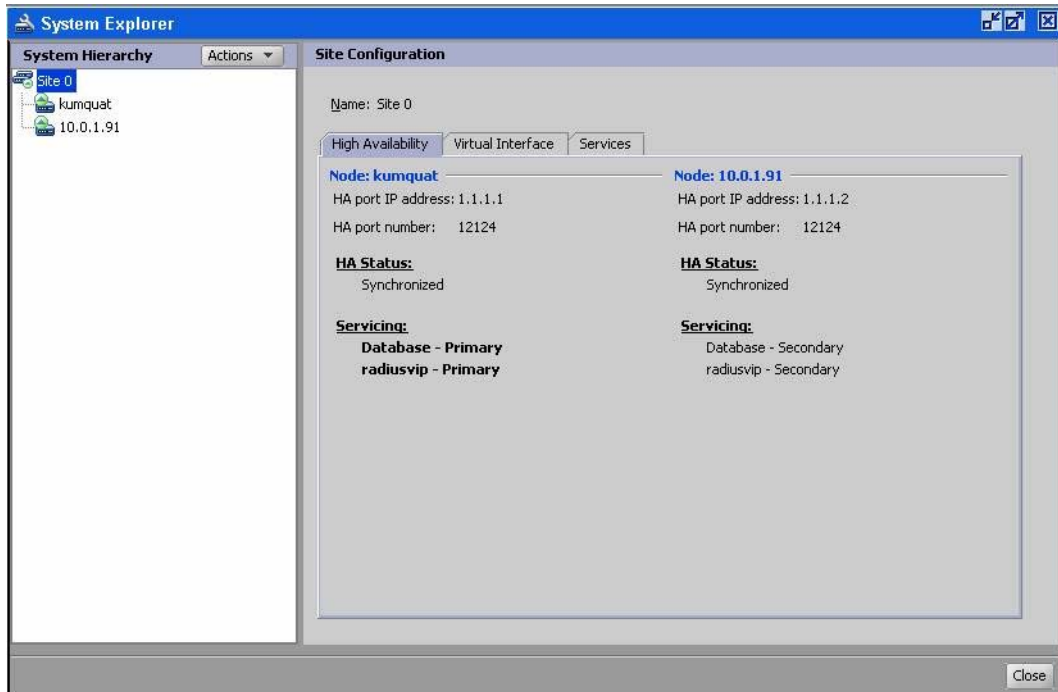 System Explorer
System Hierarchy
Actions
Site 0
kumquat
10.0.1.91
Site Configuration
Name: Site 0
High Availability
Virtual Interface
Services
Node: kumquat
HA port IP address: 1.1.1.1
HA port number: 12124
HA Status:
Synchronized
Servicing:
Database - Primary
radiusvip - Primary
Node: 10.0.1.91
HA port IP address: 1.1.1.2
HA port number: 12124
HA Status:
Synchronized
Servicing:
Database - Secondary
radiusvip - Secondary
Close